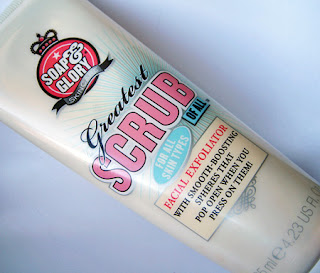 SOAP&
GLORY
Greatest
SCRUB
OF ALL
FOR ALL
SKIN TYPES
FACIAL EXFOLIATOR
WITH SMOOTH-BOOSTING
SPHERES THAT
POP OPEN WHEN YOU
PRESS ON THEM!
4.23 US FL